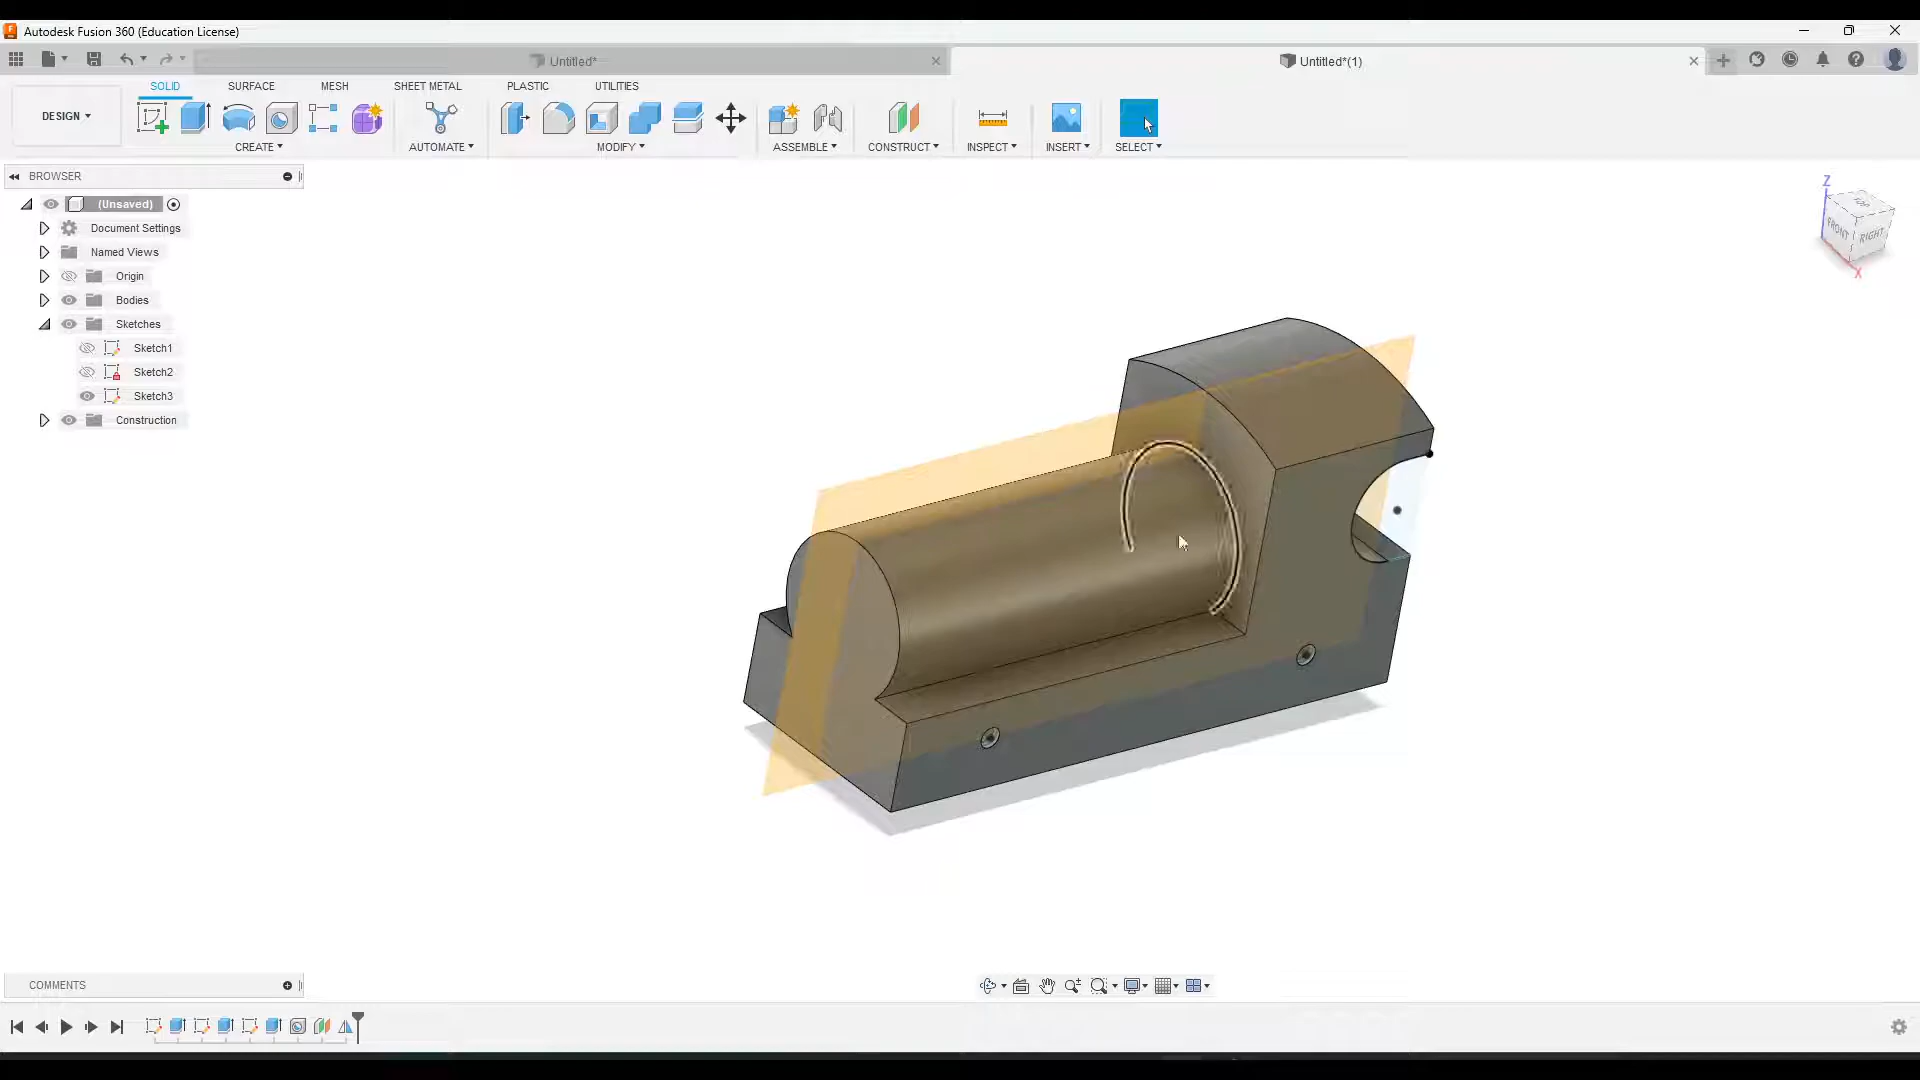 Autodesk Fusion 360 (Education License)
Untitled*
Untitled*(1)
SOLID
SURFACE
MESH
SHEET METAL
PLASTIC
UTILITIES
DESIGN
CREATE
AUTOMATE
MODIFY
ASSEMBLE
CONSTRUCT
INSPECT
INSERT
SELECT
BROWSER
(Unsaved)
Document Settings
Named Views
Origin
Bodies
Sketches
Sketch1
Sketch2
Sketch3
Construction
Z
TOP
FRONT
RIGHT
X
COMMENTS